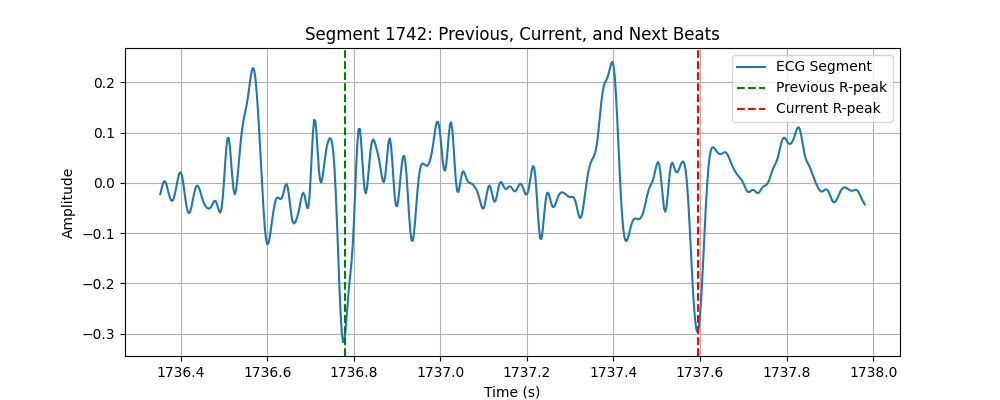 Segment 1742: Previous, Current, and Next Beats
ECG Segment
Previous R-peak
Current R-peak
Amplitude
0.2
0.1
0.0
−0.1
−0.2
−0.3
1736.4 1736.6 1736.8 1737.0 1737.2 1737.4 1737.6 1737.8 1738.0
Time (s)